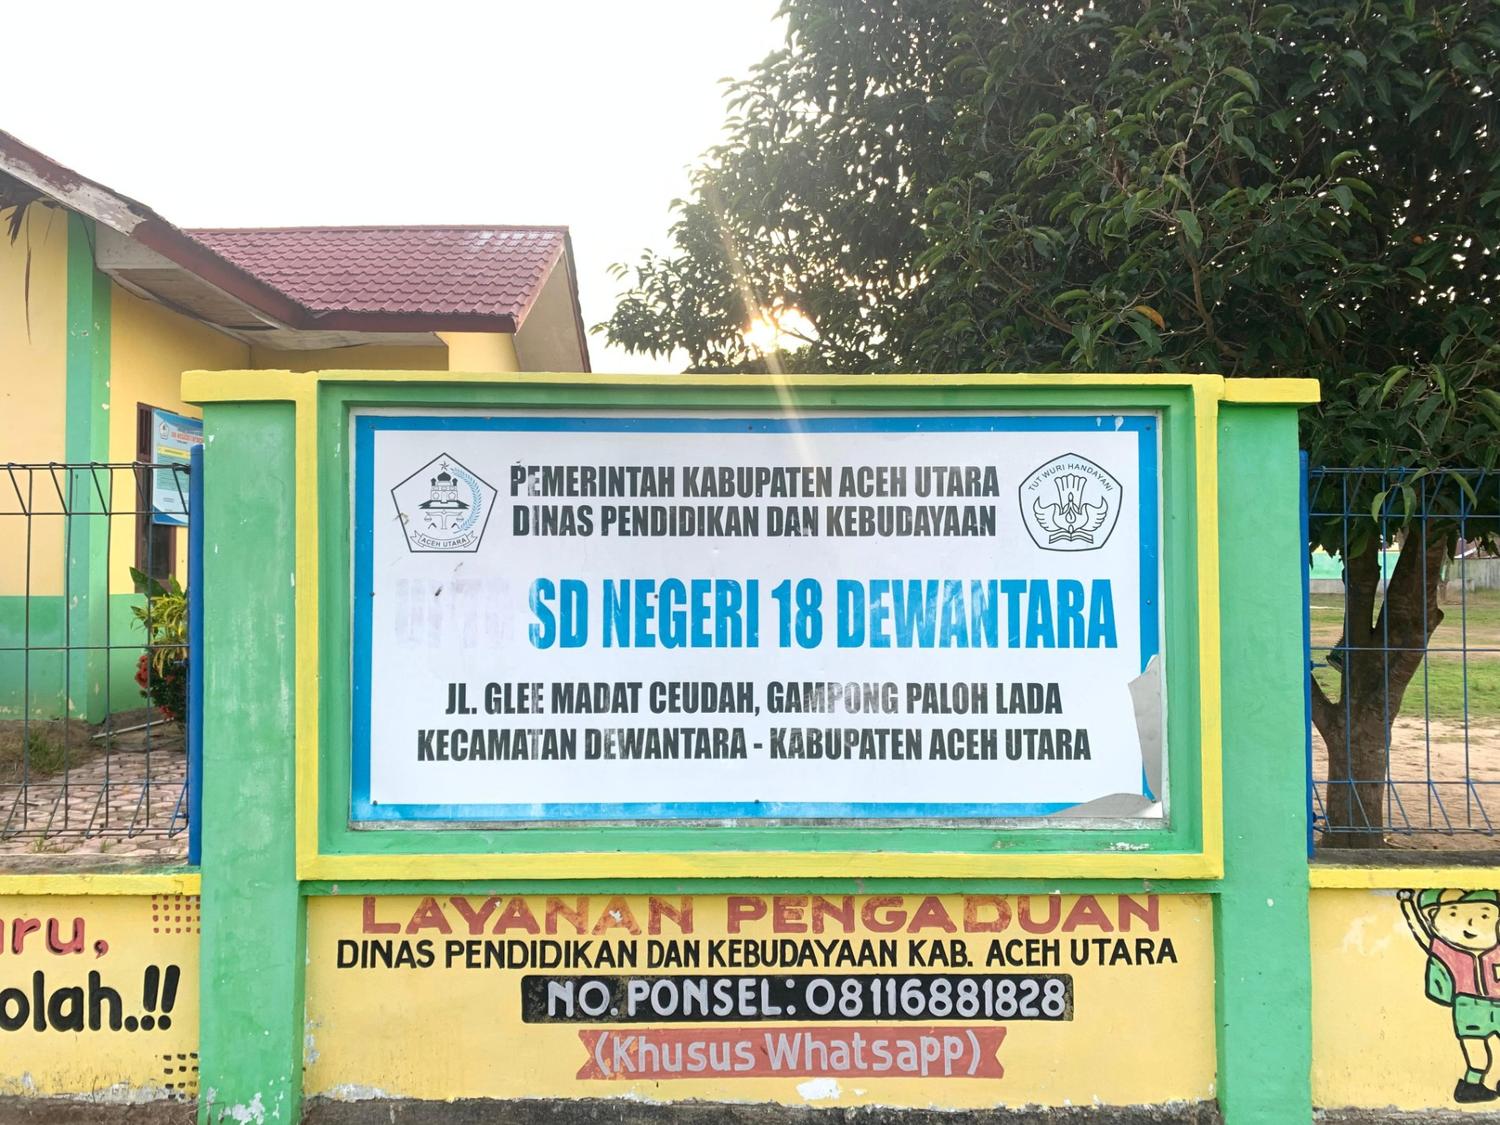 PEMERINTAH KABUPATEN ACEH UTARA
DINAS PENDIDIKAN DAN KEBUDAYAAN
ACEH UTARA
TUT WURI HANDAYANI
SD NEGERI 18 DEWANTARA
JL. GLEE MADAT CEUDAH, GAMPONG PALOH LADA
KECAMATAN DEWANTARA - KABUPATEN ACEH UTARA
LAYANAN PENGADUAN
DINAS PENDIDIKAN DAN KEBUDAYAAN KAB. ACEH UTARA
NO. PONSEL: 08116881828
(Khusus Whatsapp)
ru,
olah.!!